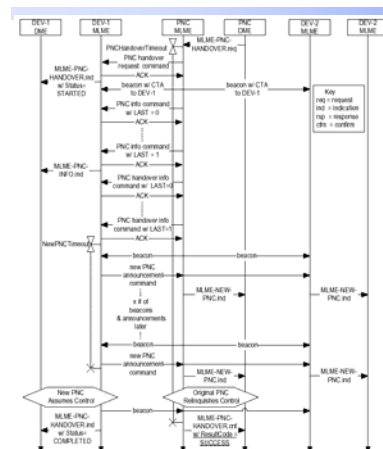 DEV-1 DME
DEV-1 MLME
PNC MLME
PNC DME
DEV-2 MLME
DEV-2 MLME
PNCHandoverTimeout
MLME-PNC-
HANDOVER.req
PNC handover
request command
MLME-PNC-
HANDOVER.ind
w/ Status=
STARTED
ACK
beacon w/ CTA
to DEV-1
beacon w/ CTA
to DEV-1
PNC info command
w/ LAST =0
ACK
Key
req = request
ind = indication
rsp = response
cfm = confirm
PNC info command
w/ LAST = 1
ACK
MLME-PNC-
INFO.ind
PNC handover info
command w/ LAST=0
ACK
PNC handover info
command w/ LAST=1
ACK
NewPNCTimeout
beacon
beacon
new PNC
announcement
command
MLME-NEW-
PNC.ind
MLME-NEW-
PNC.ind
x # of
beacons
& announcements
later
beacon
beacon
new PNC
announcement
command
MLME-NEW-
PNC.ind
MLME-NEW-
PNC.ind
New PNC
Assumes Control
Original PNC
Relinquishes Control
MLME-PNC-
HANDOVER.ind
w/ Status=
COMPLETED
beacon
MLME-PNC-
HANDOVER.cnf
w/ ResultCode =
SUCCESS